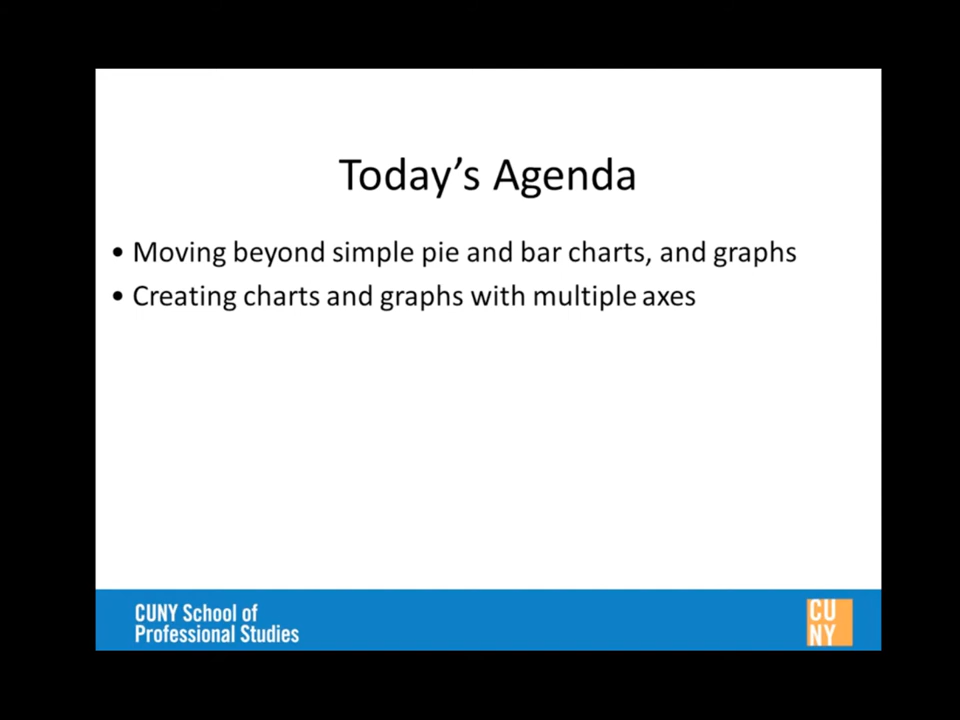 Today’s Agenda
• Moving beyond simple pie and bar charts, and graphs
• Creating charts and graphs with multiple axes
CUNY School of
Professional Studies
CU
NY